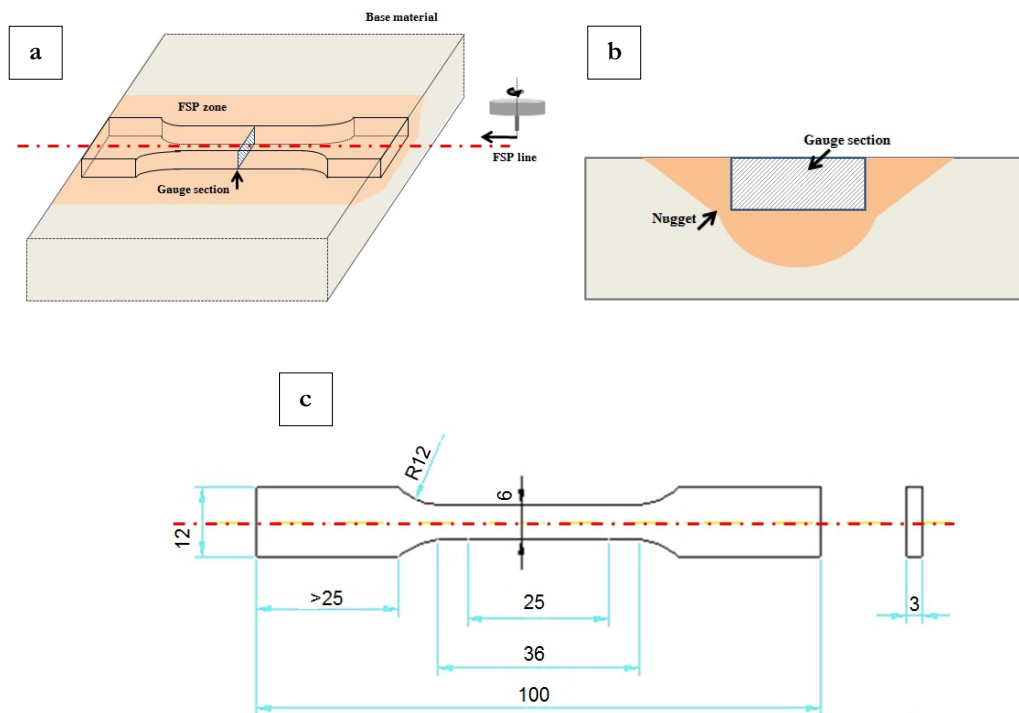 Base material
a
FSP zone
FSP line
Gauge section
b
Gauge section
Nugget
c
R12
6
12
>25
25
3
36
100